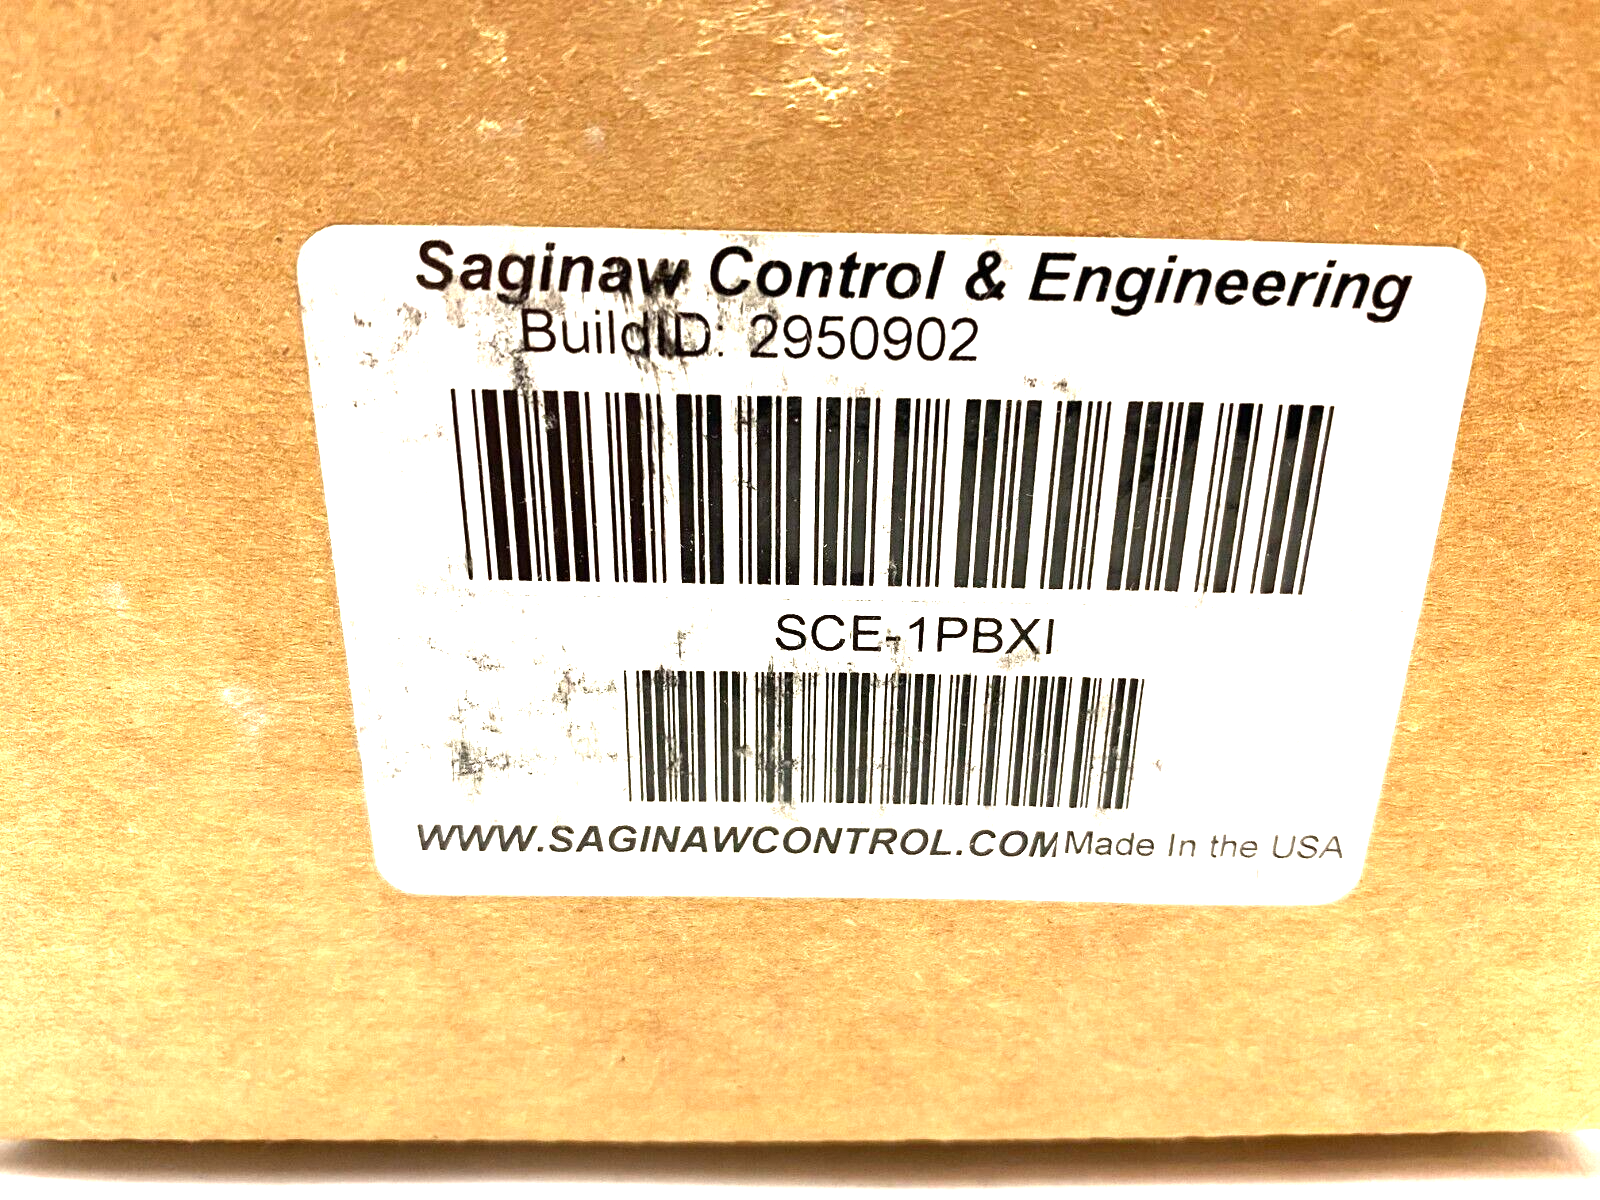 Saginaw Control & Engineering
BuildID: 2950902
SCE-1PBXI
WWW.SAGINAWCONTROL.COM Made In the USA